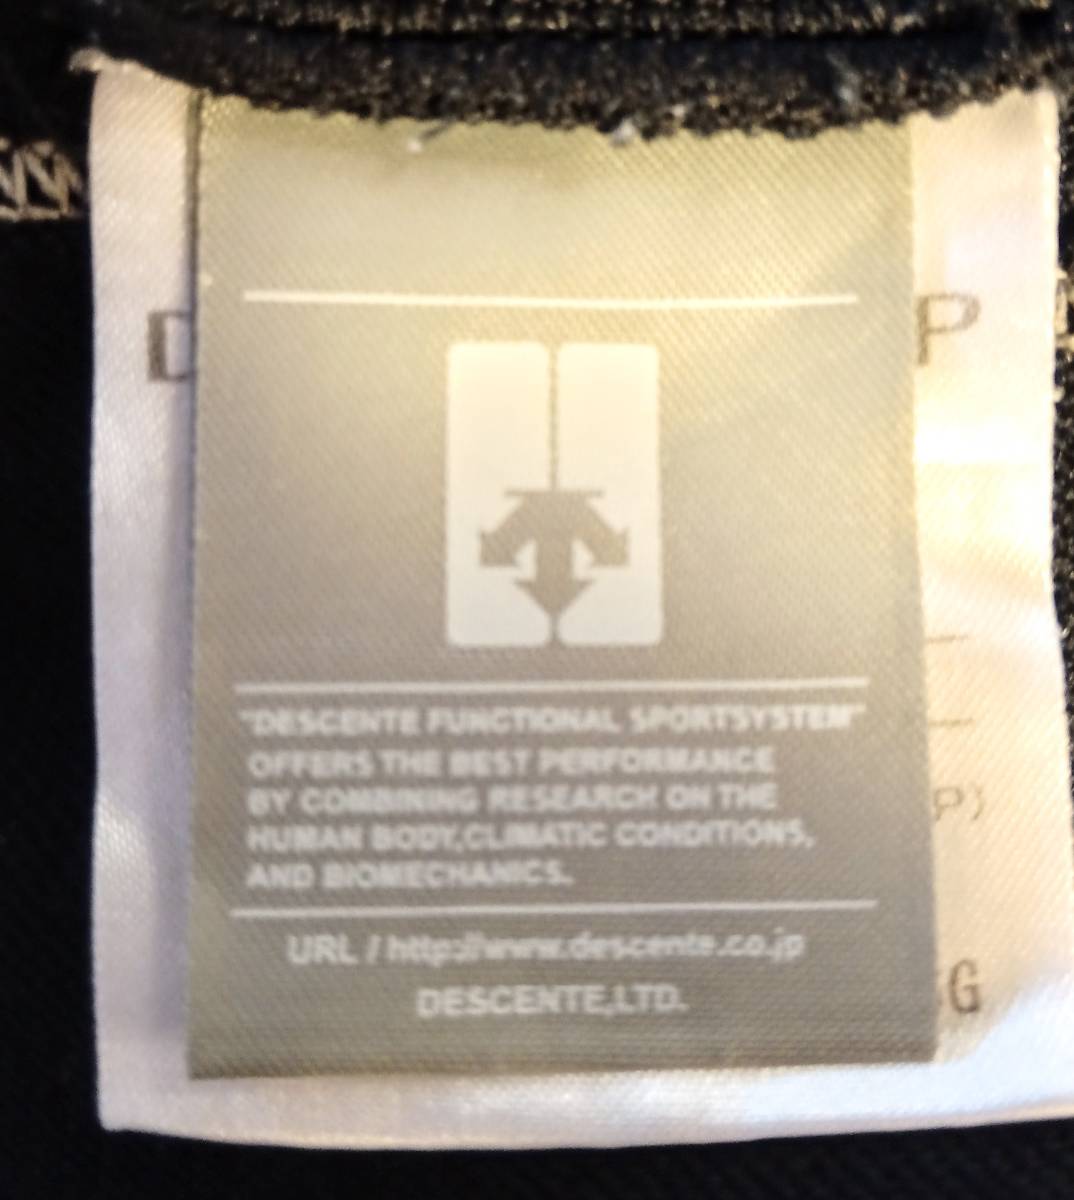 D P
"DESCENTE FUNCTIONAL SPORTSYSTEM"
OFFERS THE BEST PERFORMANCE
BY COMBINING RESEARCH ON THE
HUMAN BODY,CLIMATIC CONDITIONS,
AND BIOMECHANICS.
P)
URL / http://www.descente.co.jp
G
DESCENTE,LTD.